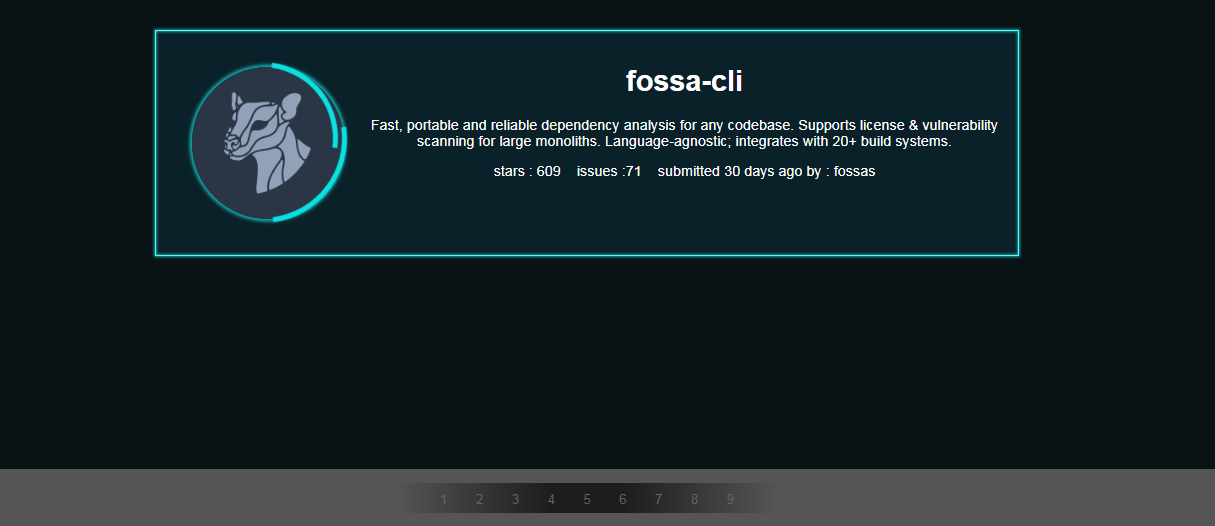 fossa-cli
Fast, portable and reliable dependency analysis for any codebase. Supports license & vulnerability
scanning for large monoliths. Language-agnostic; integrates with 20+ build systems.
stars : 609 issues :71 submitted 30 days ago by : fossas
1 2 3 4 5 6 7 8 9